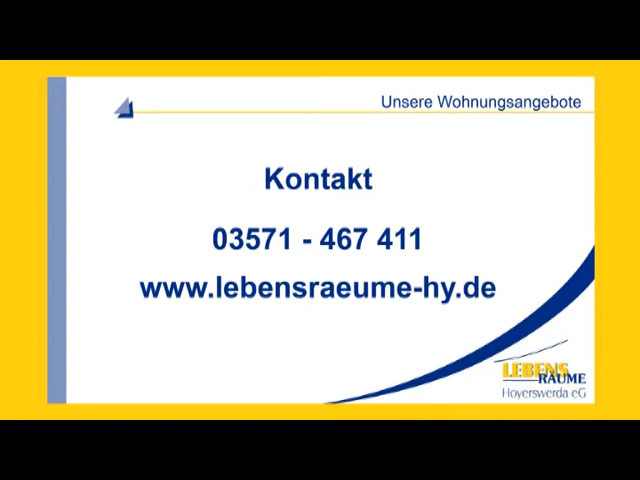 Unsere Wohnungsangebote
Kontakt
03571 - 467 411
www.lebensraeume-hy.de
LEBENS
RÄUME
Hoyerswerda eG